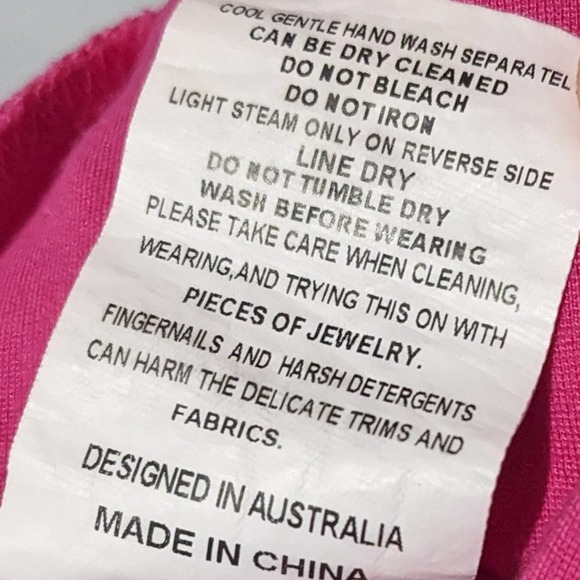 COOL GENTLE HAND WASH SEPARATEL
CAN BE DRY CLEANED
DO NOT BLEACH
DO NOT IRON
LIGHT STEAM ONLY ON REVERSE SIDE
LINE DRY
DO NOT TUMBLE DRY
WASH BEFORE WEARING
PLEASE TAKE CARE WHEN CLEANING,
WEARING,AND TRYING THIS ON WITH
PIECES OF JEWELRY.
FINGERNAILS AND HARSH DETERGENTS
CAN HARM THE DELICATE TRIMS AND
FABRICS.
DESIGNED IN AUSTRALIA
MADE IN CHINA